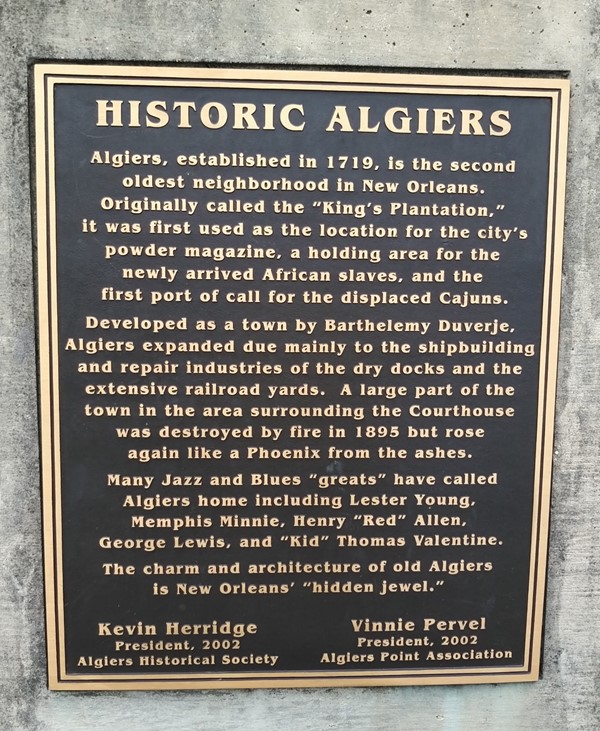 HISTORIC ALGIERS
Algiers, established in 1719, is the second
oldest neighborhood in New Orleans.
Originally called the "King's Plantation,"
it was first used as the location for the city's
powder magazine, a holding area for the
newly arrived African slaves, and the
first port of call for the displaced Cajuns.
Developed as a town by Barthelemy Duverje,
Algiers expanded due mainly to the shipbuilding
and repair industries of the dry docks and the
extensive railroad yards. A large part of the
town in the area surrounding the Courthouse
was destroyed by fire in 1895 but rose
again like a Phoenix from the ashes.
Many Jazz and Blues "greats" have called
Algiers home including Lester Young,
Memphis Minnie, Henry "Red" Allen,
George Lewis, and "Kid" Thomas Valentine.
The charm and architecture of old Algiers
is New Orleans' "hidden jewel."
Kevin Herridge
President, 2002
Algiers Historical Society
Vinnie Pervel
President, 2002
Algiers Point Association